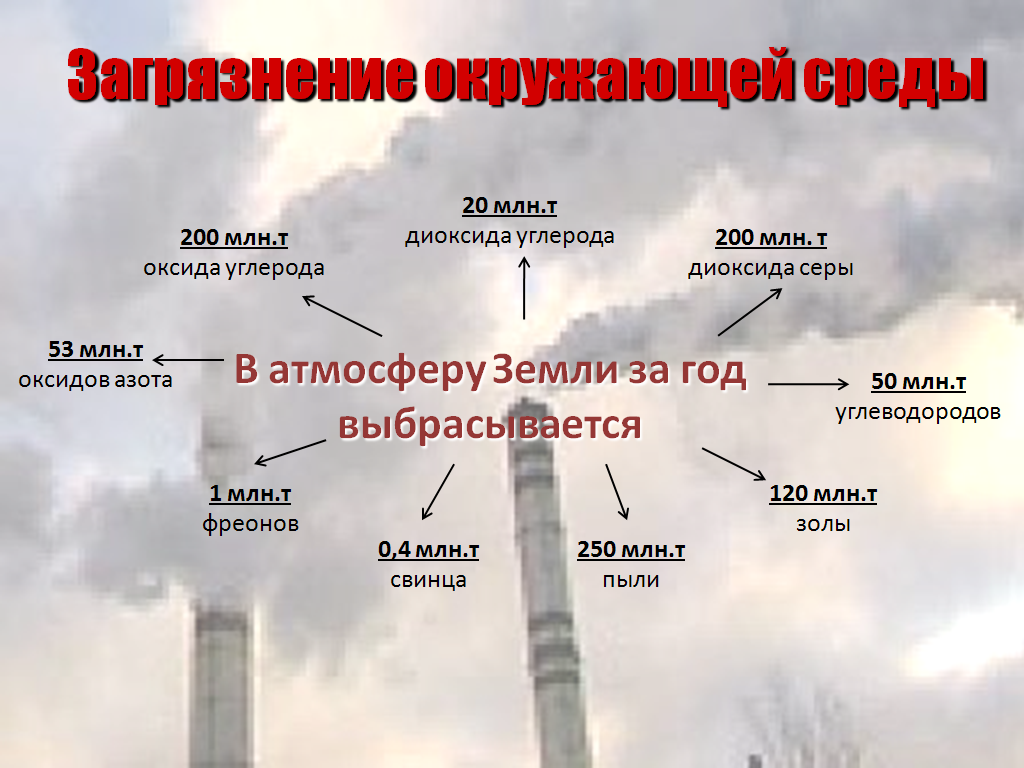 Загрязнение окружающей среды
20 млн.т
диоксида углерода
200 млн.т
оксида углерода
200 млн. т
диоксида серы
53 млн.т
оксидов азота
В атмосферу Земли за год
выбрасывается
50 млн.т
углеводородов
1 млн.т
фреонов
120 млн.т
золы
0,4 млн.т
свинца
250 млн.т
пыли